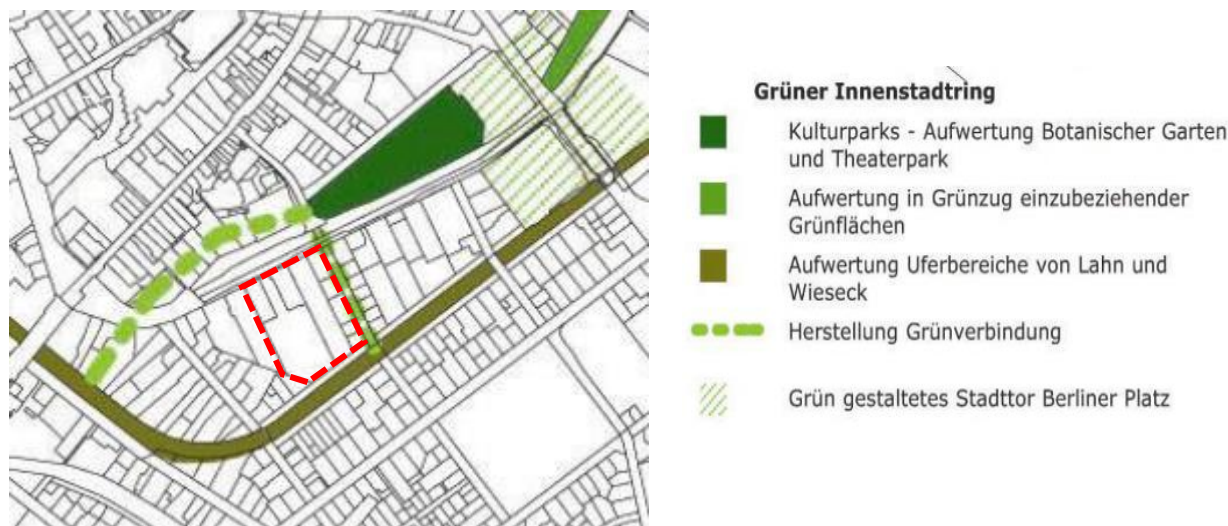 Grüner Innenstadtring
Kulturparks - Aufwertung Botanischer Garten
und Theaterpark
Aufwertung in Grünzug einzubeziehender
Grünflächen
Aufwertung Uferbereiche von Lahn und
Wieseck
Herstellung Grünverbindung
Grün gestaltetes Stadttor Berliner Platz